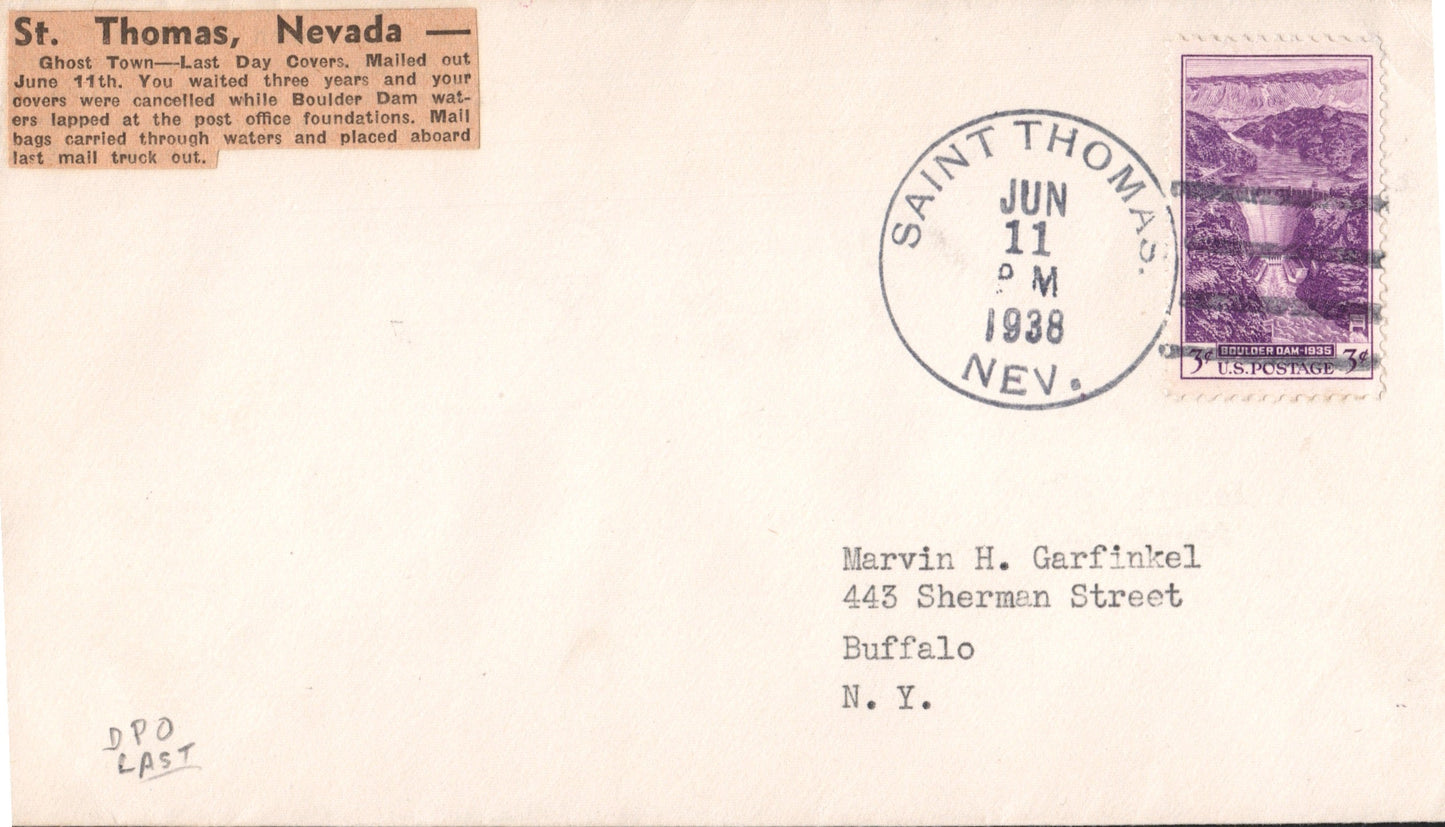 St. Thomas, Nevada —
Ghost Town—Last Day Covers. Mailed out
June 11th. You waited three years and your
covers were cancelled while Boulder Dam wat-
ers lapped at the post office foundations. Mail
bags carried through waters and placed aboard
last mail truck out.
SAINT THOMAS.
JUN
11
PM
1938
NEV.
BOULDER DAM-1935
3¢ U.S. POSTAGE 3¢
Marvin H. Garfinkel
443 Sherman Street
Buffalo
N. Y.
DPO
LAST